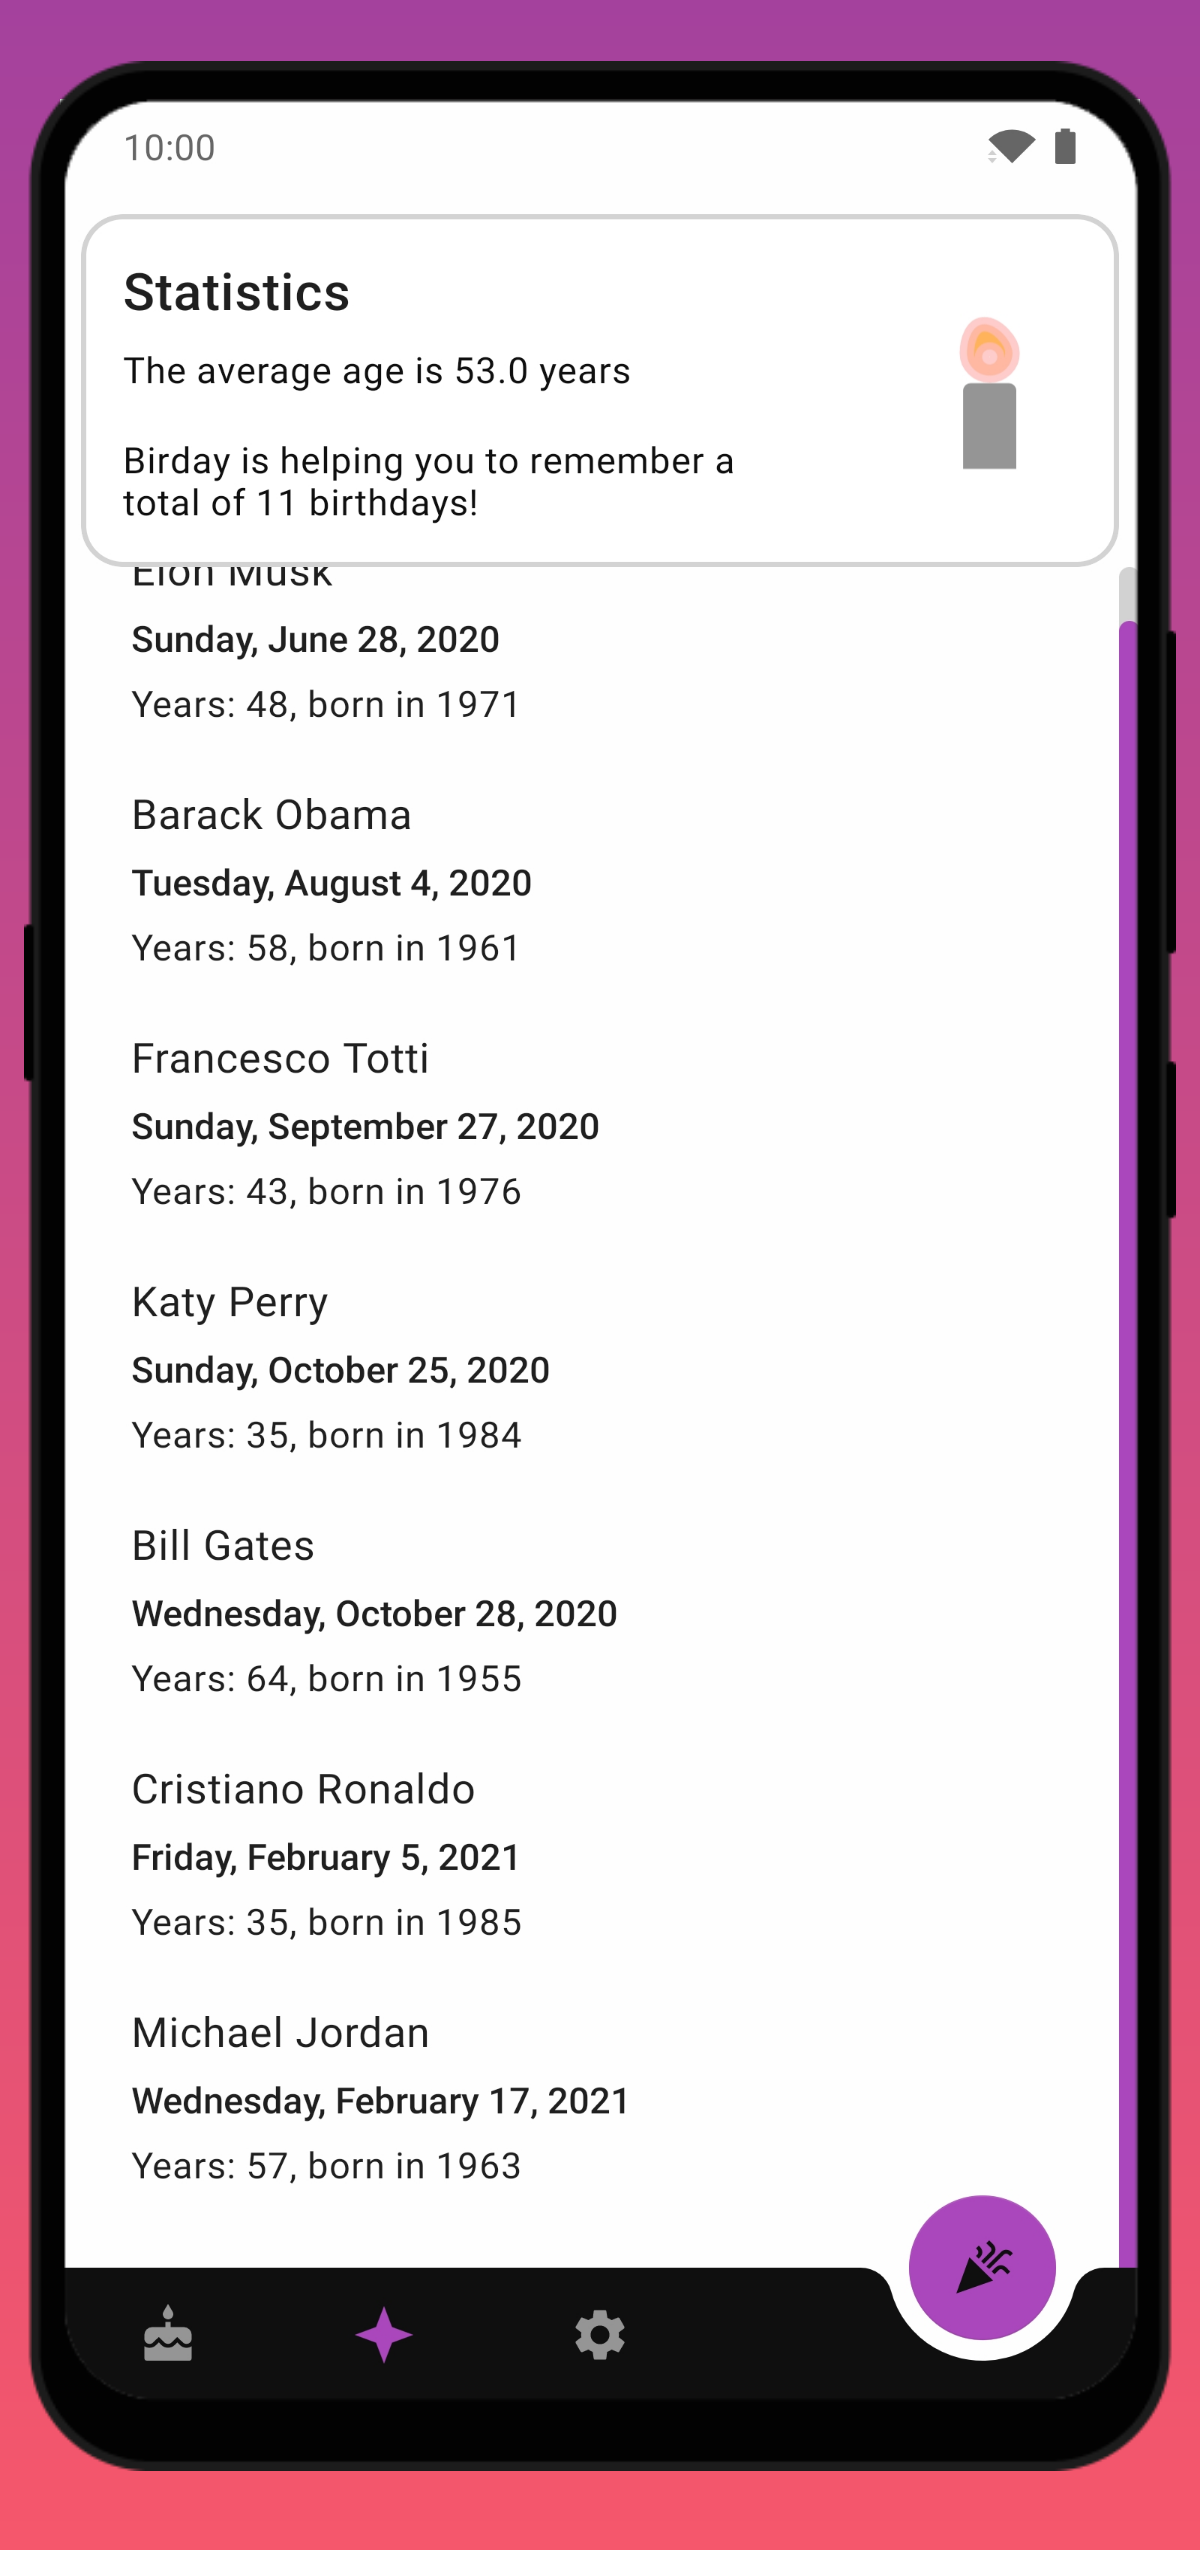 10:00
Statistics
The average age is 53.0 years
Birday is helping you to remember a
total of 11 birthdays!
Elon Musk
Sunday, June 28, 2020
Years: 48, born in 1971
Barack Obama
Tuesday, August 4, 2020
Years: 58, born in 1961
Francesco Totti
Sunday, September 27, 2020
Years: 43, born in 1976
Katy Perry
Sunday, October 25, 2020
Years: 35, born in 1984
Bill Gates
Wednesday, October 28, 2020
Years: 64, born in 1955
Cristiano Ronaldo
Friday, February 5, 2021
Years: 35, born in 1985
Michael Jordan
Wednesday, February 17, 2021
Years: 57, born in 1963